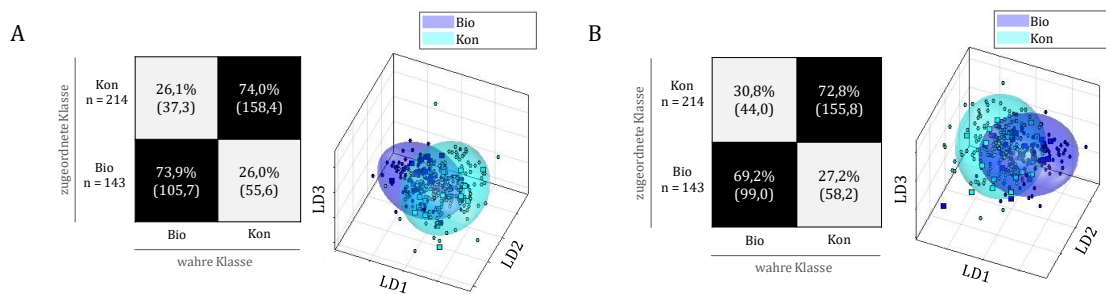 A
Bio
Kon
zugeordnete Klasse
Kon
n = 214
26,1%
(37,3)
74,0%
(158,4)
Bio
n = 143
73,9%
(105,7)
26,0%
(55,6)
Bio
Kon
wahre Klasse
LD3
LD1
LD2
B
Bio
Kon
zugeordnete Klasse
Kon
n = 214
30,8%
(44,0)
72,8%
(155,8)
Bio
n = 143
69,2%
(99,0)
27,2%
(58,2)
Bio
Kon
wahre Klasse
LD3
LD1
LD2